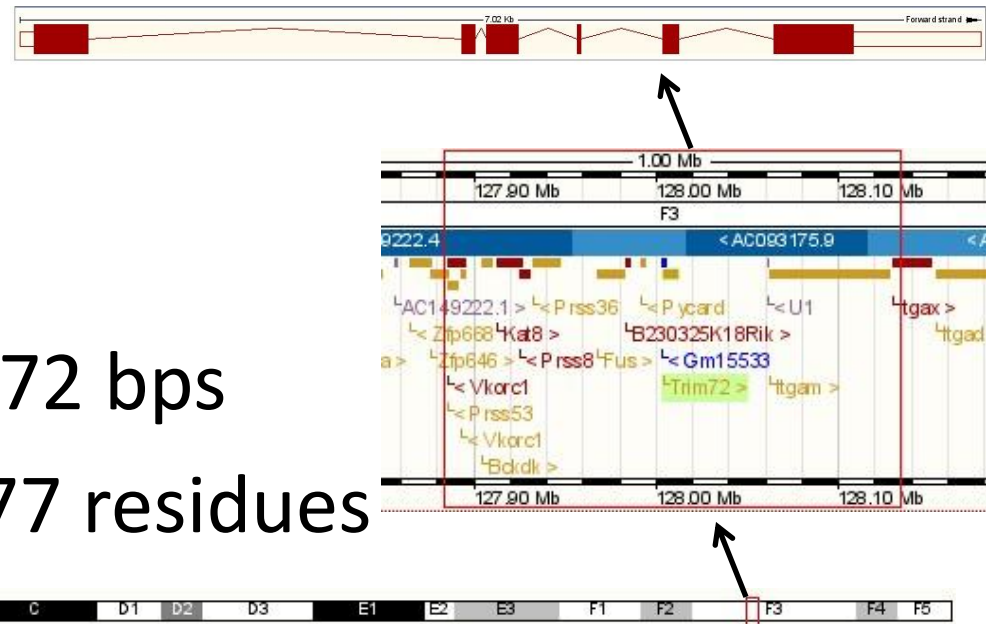 7.02 Kb Forward strand
1.00 Mb
127.90 Mb 128.00 Mb 128.10 Mb
F3
9222.4 <AC093175.9 <A
AC149222.1 > < Prss36 < Pycard < U1 Itgax >
< Zfp668 Kat8 > B230325K18Rik > Itgad
a > Zfp646 > < Prss8 Fus > < Gm15533
< Vkorc1 Trim72 > Itgam >
< Prss53
< Vkorc1
Bckdk >
127.90 Mb 128.00 Mb 128.10 Mb
72 bps
77 residues
C D1 D2 D3 E1 E2 E3 F1 F2 F3 F4 F5